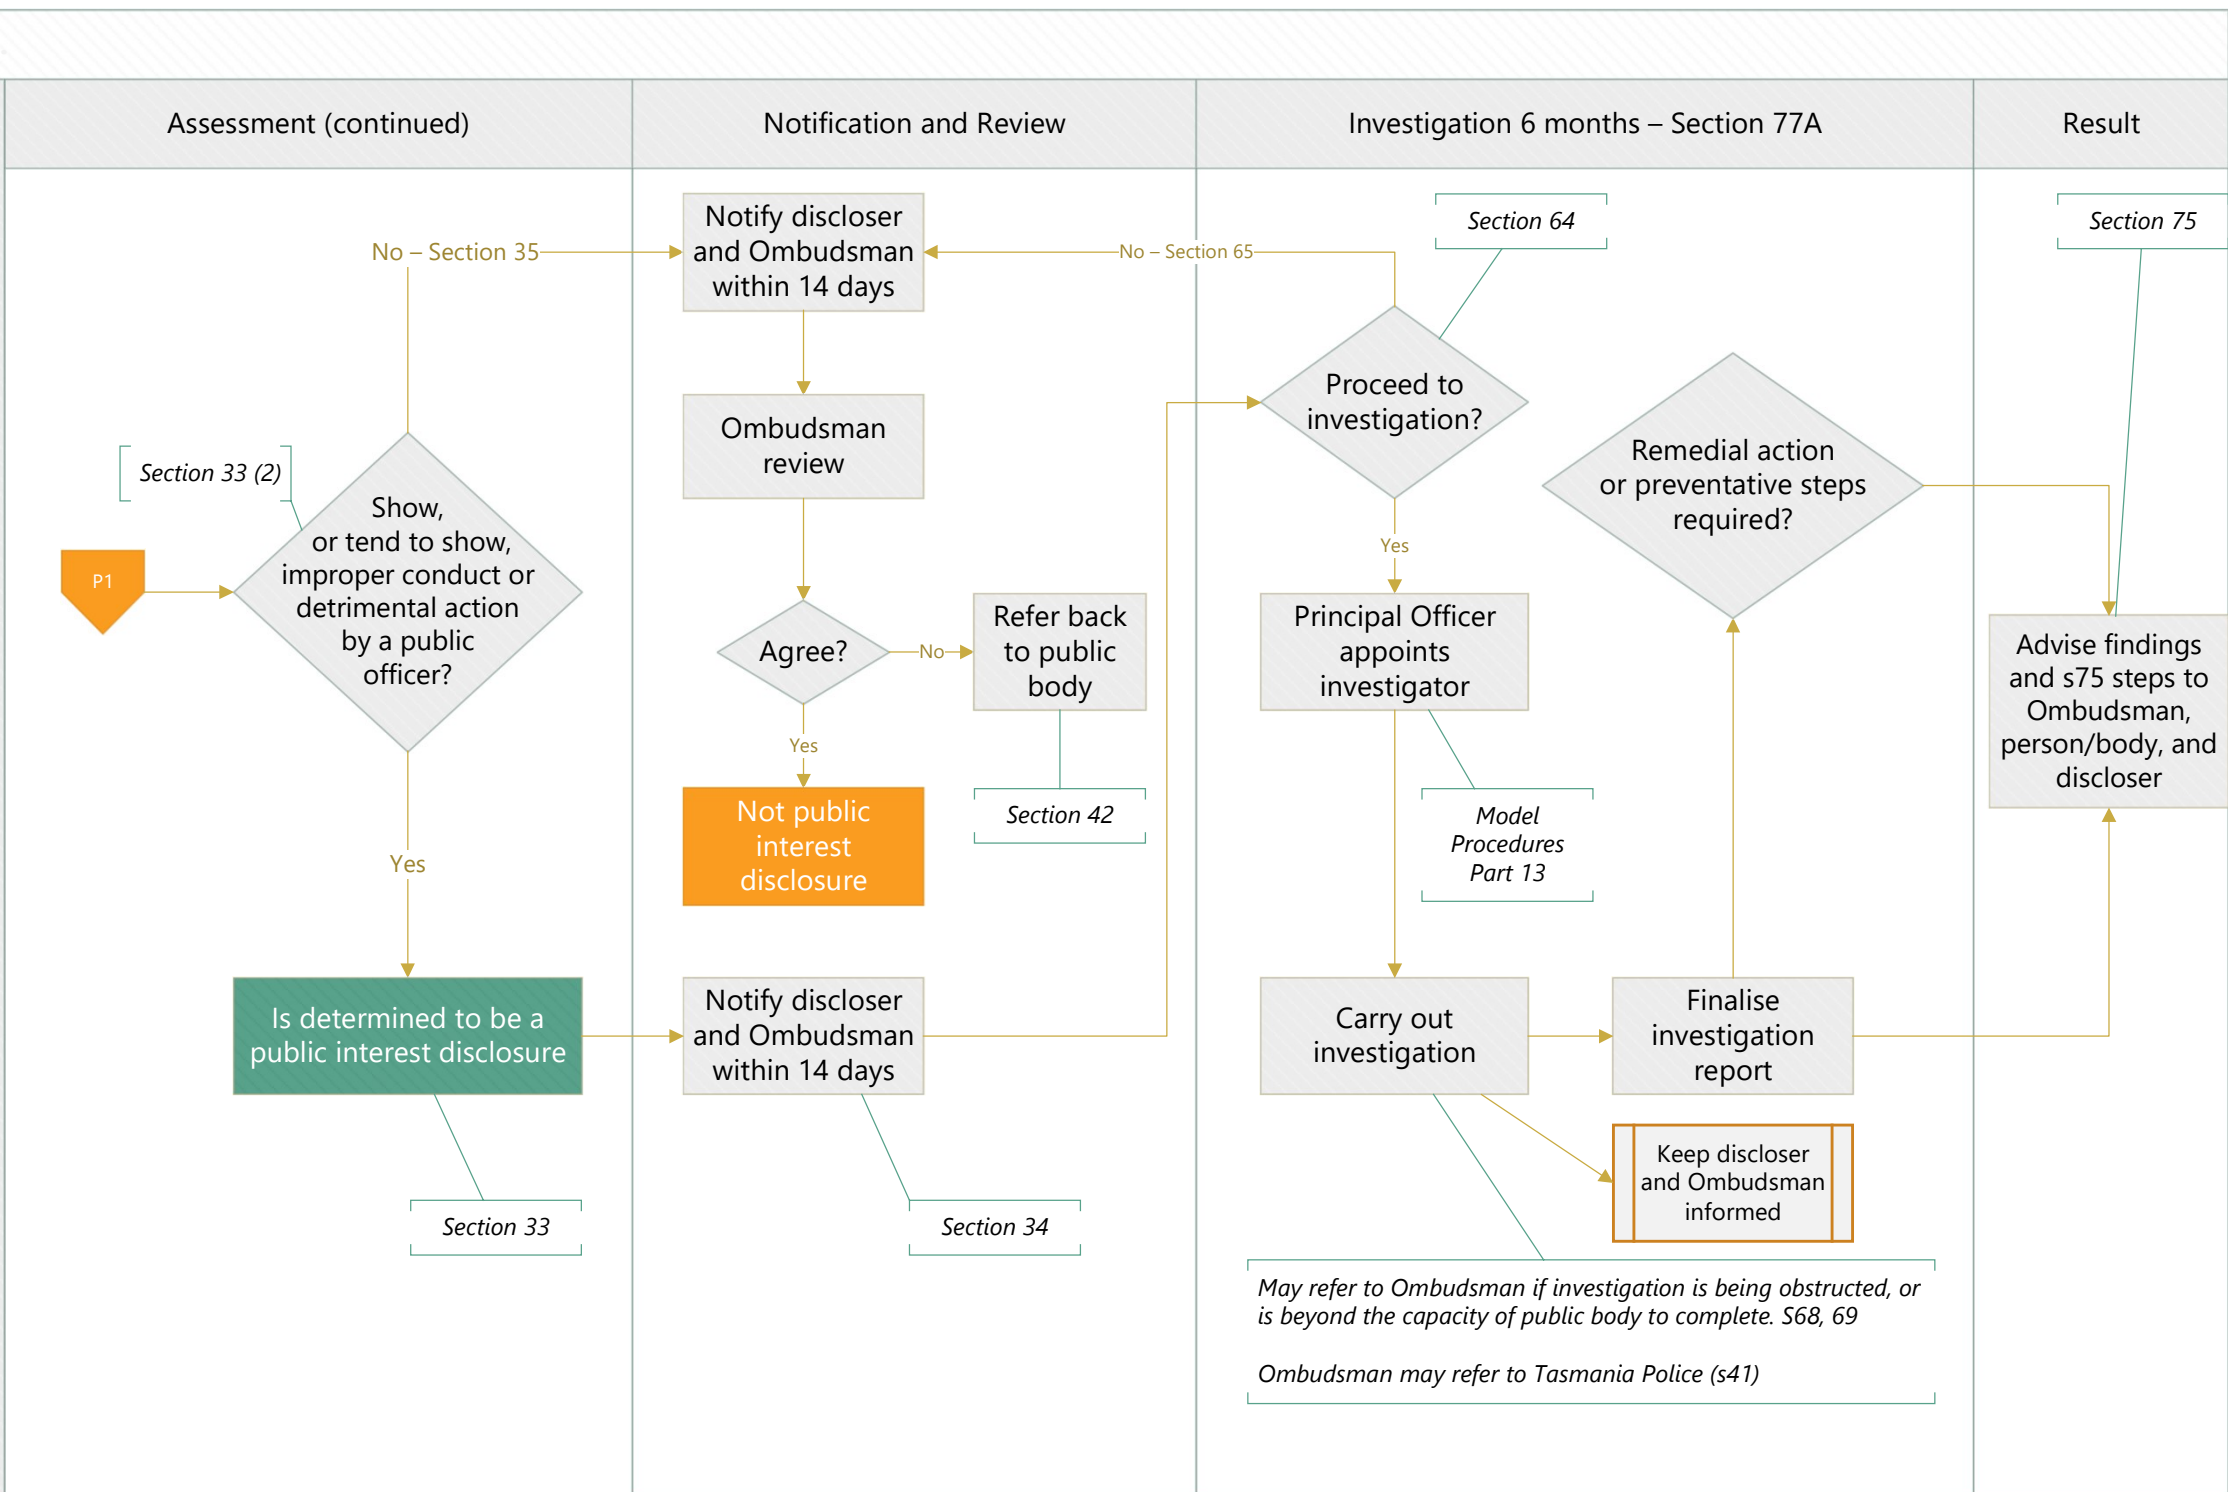 Assessment (continued)
Notification and Review
Investigation 6 months – Section 77A
Result
No – Section 35
Section 33 (2)
P1
Show,
or tend to show,
improper conduct or
detrimental action
by a public
officer?
Yes
Is determined to be a
public interest disclosure
Section 33
Notify discloser
and Ombudsman
within 14 days
Ombudsman
review
Agree?
No
Refer back
to public
body
Section 42
Yes
Not public
interest
disclosure
Notify discloser
and Ombudsman
within 14 days
Section 34
No – Section 65
Section 64
Proceed to
investigation?
Yes
Principal Officer
appoints
investigator
Model
Procedures
Part 13
Carry out
investigation
Finalise
investigation
report
Keep discloser
and Ombudsman
informed
May refer to Ombudsman if investigation is being obstructed, or
is beyond the capacity of public body to complete. S68, 69
Ombudsman may refer to Tasmania Police (s41)
Remedial action
or preventative steps
required?
Section 75
Advise findings
and s75 steps to
Ombudsman,
person/body, and
discloser